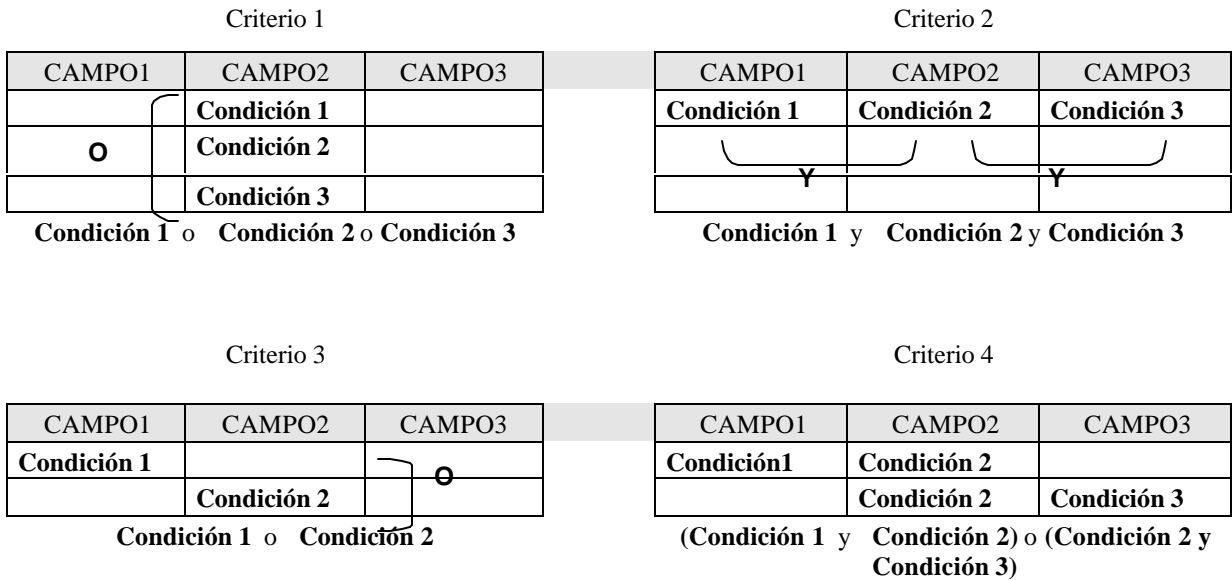 Criterio 1
CAMPO1 CAMPO2 CAMPO3
Condición 1
O Condición 2
Condición 3
Condición 1 o Condición 2 o Condición 3
Criterio 2
CAMPO1 CAMPO2 CAMPO3
Condición 1 Condición 2 Condición 3
Y Y
Condición 1 y Condición 2 y Condición 3
Criterio 3
CAMPO1 CAMPO2 CAMPO3
Condición 1
O
Condición 2
Condición 1 o Condición 2
Criterio 4
CAMPO1 CAMPO2 CAMPO3
Condición1 Condición 2
Condición 2 Condición 3
(Condición 1 y Condición 2) o (Condición 2 y
Condición 3)